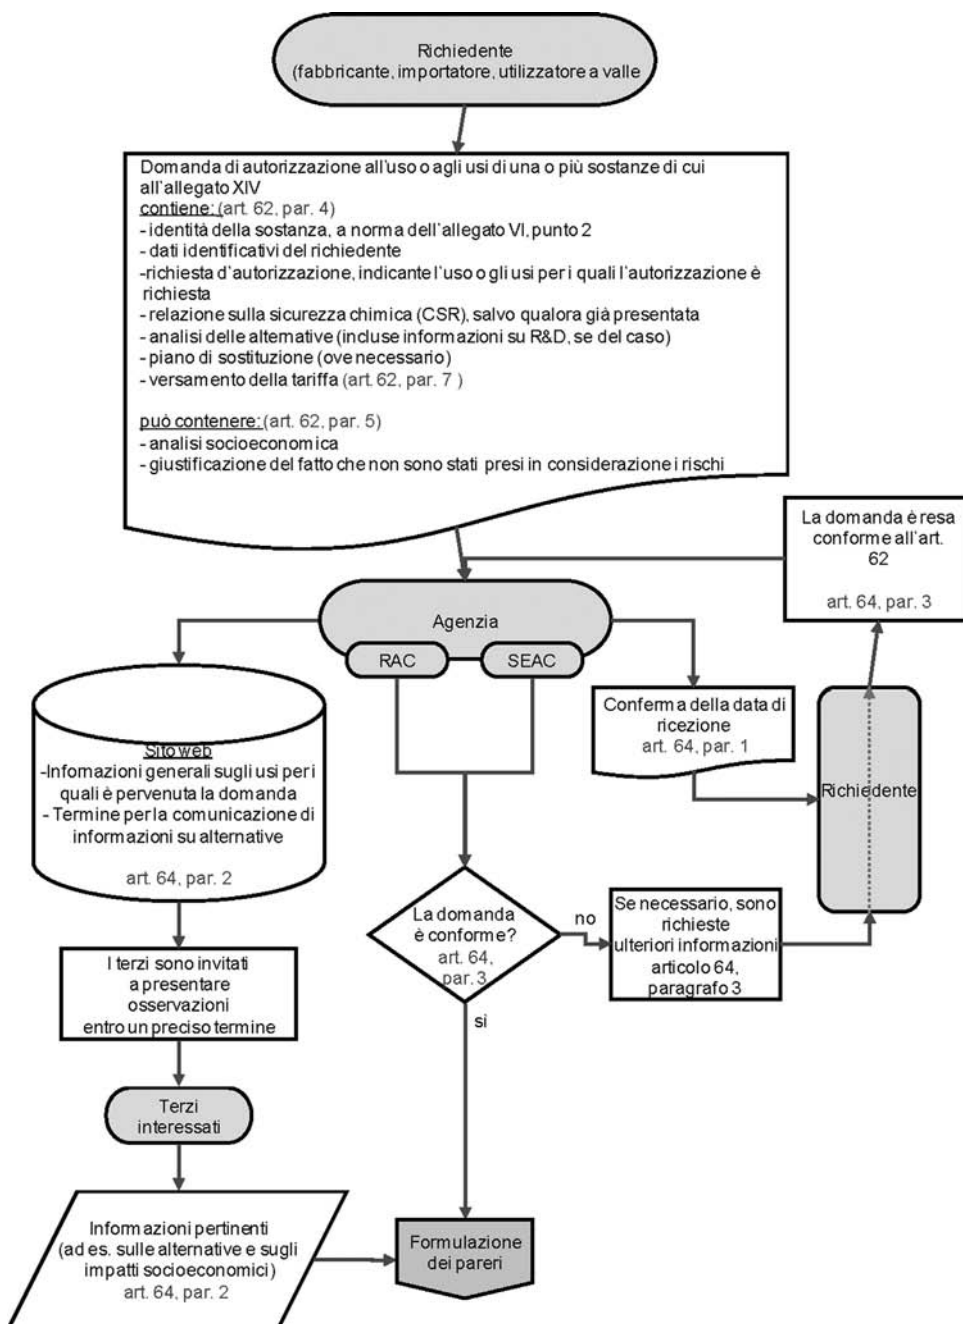 Richiedente
(fabbricante, importatore, utilizzatore a valle
Domanda di autorizzazione all'uso o agli usi di una o più sostanze di cui
all'allegato XIV
contiene: (art. 62, par. 4)
- identità della sostanza, a norma dell'allegato VI, punto 2
- dati identificativi del richiedente
-richiesta d'autorizzazione, indicante l'uso o gli usi per i quali l'autorizzazione è
richiesta
- relazione sulla sicurezza chimica (CSR), salvo qualora già presentata
- analisi delle alternative (incluse informazioni su R&D, se del caso)
- piano di sostituzione (ove necessario)
- versamento della tariffa (art. 62, par. 7 )
può contenere: (art. 62, par. 5)
- analisi socioeconomica
- giustificazione del fatto che non sono stati presi in considerazione i rischi
La domanda è resa
conforme all'art.
62
art. 64, par. 3
Agenzia
RAC
SEAC
Conferma della data di
ricezione
art. 64, par. 1
Richiedente
Sito web
-Infomazioni generali sugli usi per i
quali è pervenuta la domanda
- Termine per la comunicazione di
informazioni su alternative
art. 64, par. 2
La domanda
è conforme?
art. 64,
par. 3
no
Se necessario, sono
richieste
ulteriori informazioni
articolo 64,
paragrafo 3
si
I terzi sono invitati
a presentare
osservazioni
entro un preciso termine
Terzi
interessati
Informazioni pertinenti
(ad es. sulle alternative e sugli
impatti socioeconomici)
art. 64, par. 2
Formulazione
dei pareri